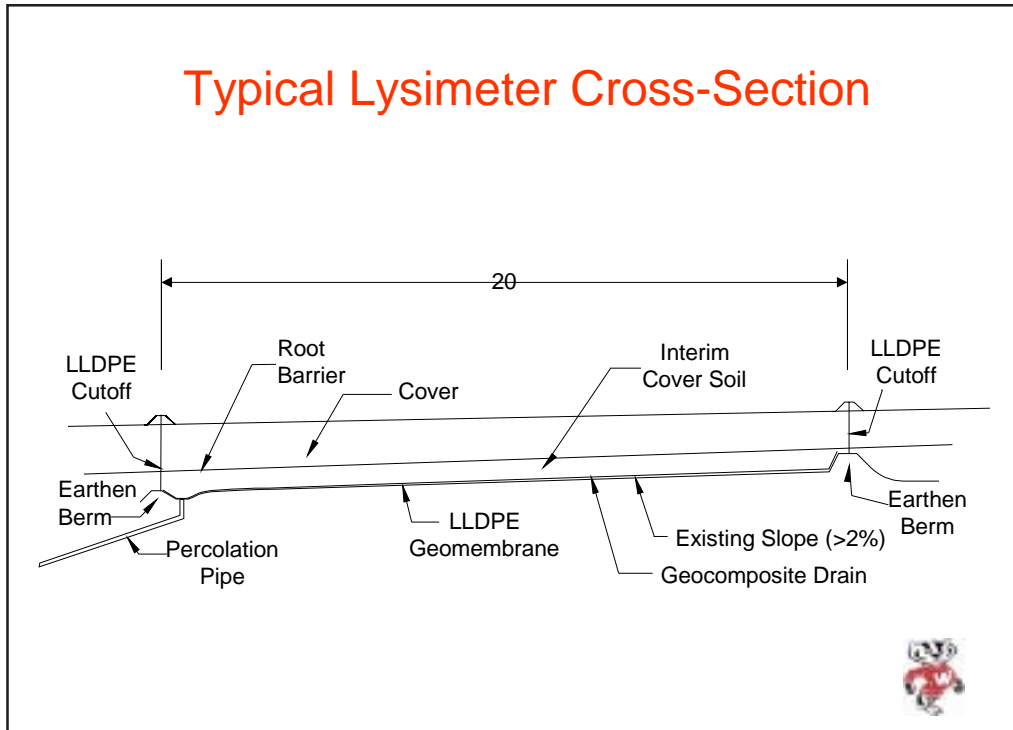 Typical Lysimeter Cross-Section
20
LLDPE
Cutoff
Root
Barrier
Cover
Interim
Cover Soil
LLDPE
Cutoff
Earthen
Berm
Percolation
Pipe
LLDPE
Geomembrane
Existing Slope (>2%)
Geocomposite Drain
Earthen
Berm
W